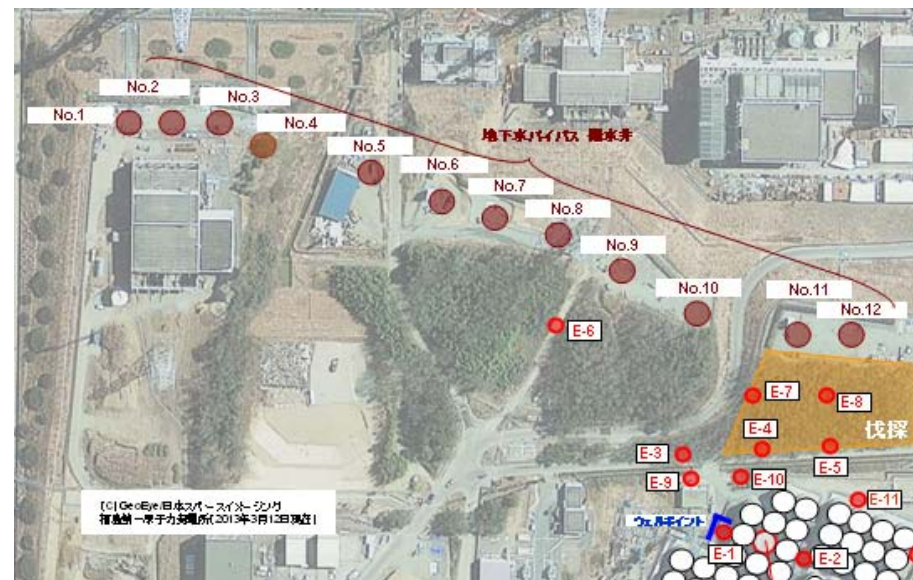 No.2
No.1
No.3
No.4
No.5
No.6
No.7
No.8
No.9
No.10
No.11
No.12
地下水バイパス 揚水井
E-6
E-7
E-8
伐採
E-4
E-3
E-5
E-9
E-10
E-11
ウェルポイント
E-1
E-2
(C)GeoEye/日本スペースイメージング
福島第一原子力発電所(2013年3月12日現在)